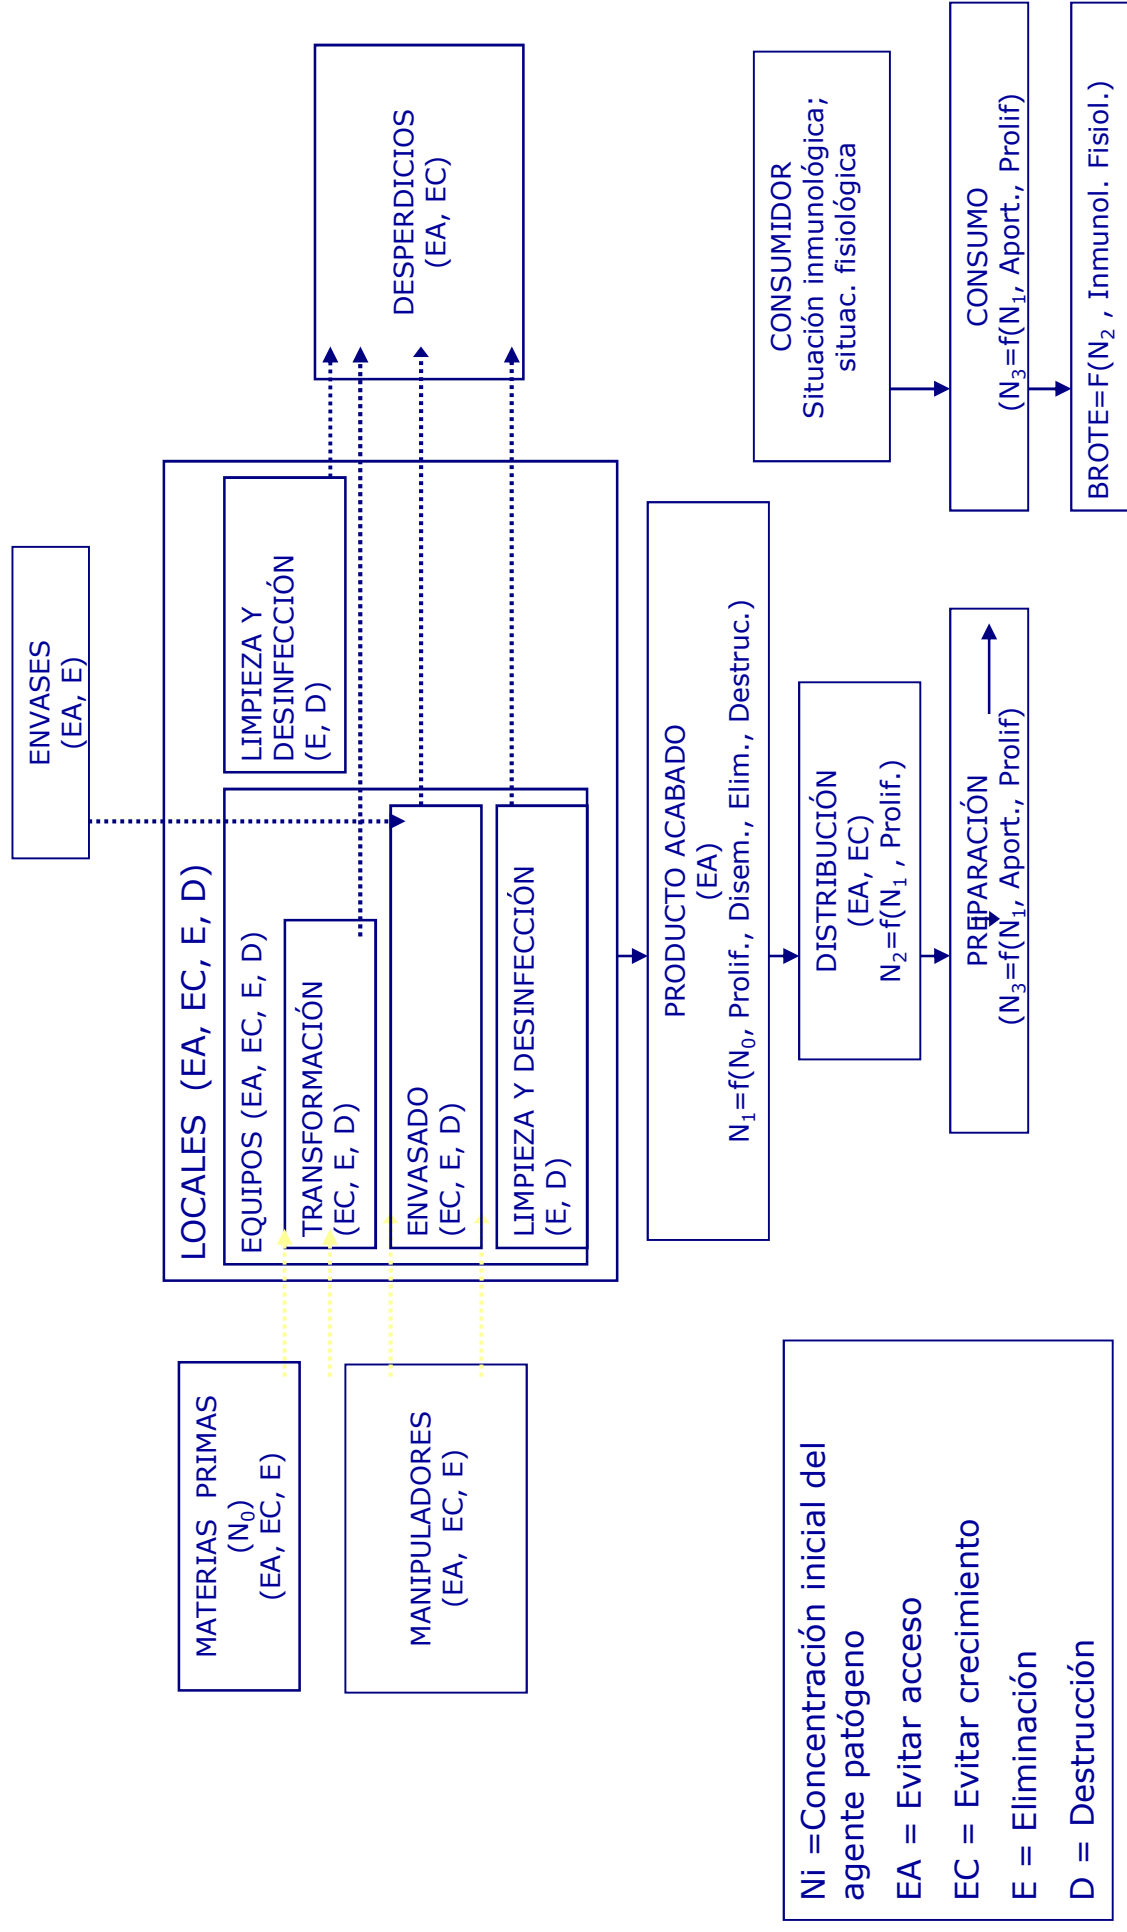 ENVASES
(EA, E)
LOCALES (EA, EC, E, D)
MATERIAS PRIMAS
(N₀)
(EA, EC, E)
EQUIPOS (EA, EC, E, D)
LIMPIEZA Y
DESINFECCIÓN
(E, D)
TRANSFORMACIÓN
(EC, E, D)
DESPERDICIOS
(EA, EC)
MANIPULADORES
(EA, EC, E)
ENVASADO
(EC, E, D)
LIMPIEZA Y DESINFECCIÓN
(E, D)
PRODUCTO ACABADO
(EA)
N₁=f(N₀, Prolif., Disem., Elim., Destruc.)
CONSUMIDOR
Situación inmunológica;
situac. fisiológica
DISTRIBUCIÓN
(EA, EC)
N₂=f(N₁ , Prolif.)
PREPARACIÓN
(N₃=f(N₁, Aport., Prolif)
CONSUMO
(N₃=f(N₁, Aport., Prolif)
BROTE=F(N₂ , Inmunol. Fisiol.)
Ni =Concentración inicial del
agente patógeno
EA = Evitar acceso
EC = Evitar crecimiento
E = Eliminación
D = Destrucción